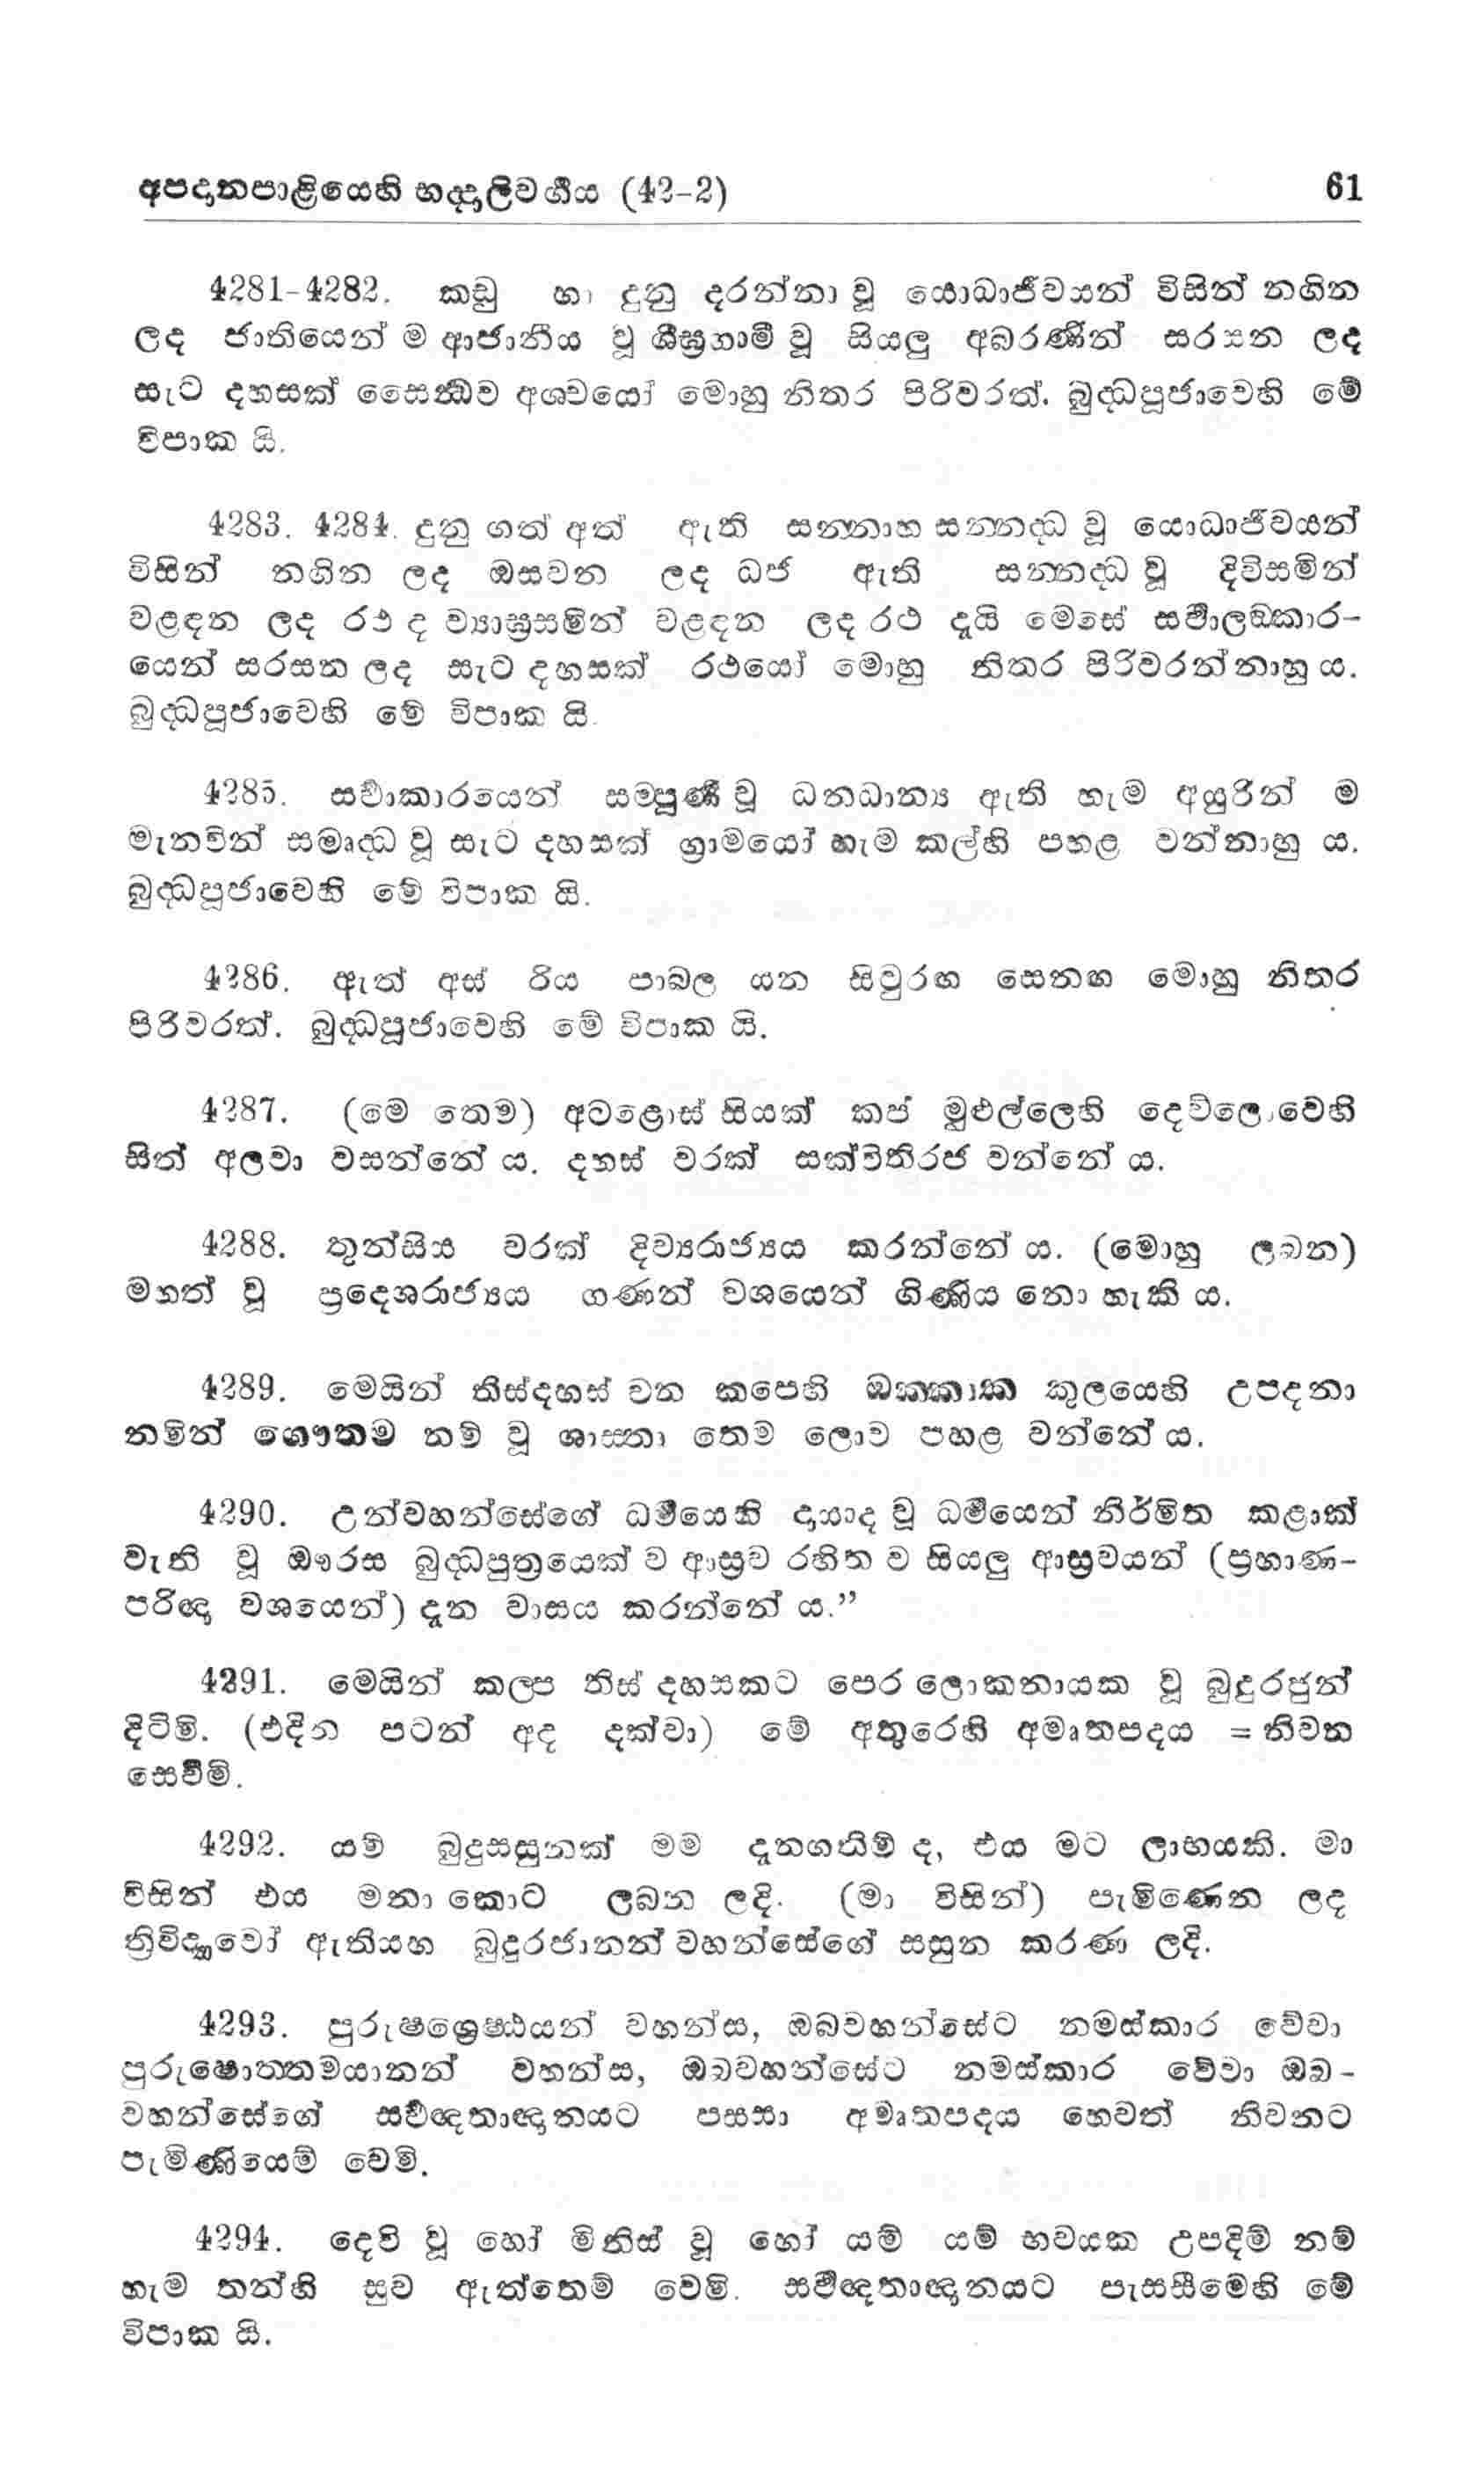 අපදානපාළියෙහි භද්දාලිවර්ගය (42-2) 61
4281-4282. කඩු හා දුනු දරන්නා වූ යොධාජීවයන් විසින් නගින
ලද ජාතියෙන් ම ආජානීය වූ ශීඝ්‍රගාමී වූ සියලු අබරණින් සරසන ලද
සැට දහසක් සෛන්ධව අශ්වයෝ මොහු නිතර පිරිවරත්. බුද්ධපූජාවෙහි මේ
විපාක යි.
4283. 4284. දුනු ගත් අත් ඇති සන්නාහ සන්නද්ධ වූ යොධාජීවයන්
විසින් නගින ලද ඔසවන ලද ධජ ඇති සන්නද්ධ වූ දිවිසමින්
වළඳන ලද රථ ද ව්‍යාඝ්‍රසමින් වළඳන ලද රථ දැයි මෙසේ සර්වාලඞ්කාර-
යෙන් සරසන ලද සැට දහසක් රථයෝ මොහු නිතර පිරිවරන්නාහු ය.
බුද්ධපූජාවෙහි මේ විපාක යි.
4285. සර්වාකාරයෙන් සම්පූර්ණ වූ ධනධාන්‍ය ඇති හැම අයුරින් ම
මැනවින් සමෘද්ධ වූ සැට දහසක් ග්‍රාමයෝ හැම කල්හි පහළ වන්නාහු ය.
බුද්ධපූජාවෙහි මේ විපාක යි.
4286. ඇත් අස් රිය පාබල යන සිවුරඟ සෙනඟ මොහු නිතර
පිරිවරත්. බුද්ධපූජාවෙහි මේ විපාක යි.
4287. (මෙ තෙම) අටළොස් සියක් කප් මුළුල්ලෙහි දෙව්ලොවෙහි
සිත් අලවා වසන්නේ ය. දහස් වරක් සක්විතිරජ වන්නේ ය.
4288. තුන්සිය වරක් දිව්‍යරාජ්‍යය කරන්නේ ය. (මොහු ලබන)
මහත් වූ ප්‍රදෙශරාජ්‍යය ගණන් වශයෙන් ගිණිය නො හැකි ය.
4289. මෙයින් තිස්දහස් වන කපෙහි ඔක්කාක කුලයෙහි උපදනා
නමින් ගෞතම නම් වූ ශාස්තෘ තෙම ලොව පහළ වන්නේ ය.
4290. උන්වහන්සේගේ ධර්මයෙහි දායාද වූ ධර්මයෙන් නිර්මිත කළාක්
වැනි වූ ඖරස බුද්ධපුත්‍රයෙක් ව ආස්‍රව රහිත ව සියලු ආස්‍රවයන් (ප්‍රහාණ-
පරිඥා වශයෙන්) දැන වාසය කරන්නේ ය.”
4291. මෙයින් කල්ප තිස් දහසකට පෙර ලොකනායක වූ බුදුරජුන්
දිටිමි. (එදින පටන් අද දක්වා) මේ අතුරෙහි අමෘතපදය = නිවන
සෙවීමි.
4292. යම් බුදුසසුනක් මම දැනගතිම් ද, එය මට ලාභයකි. මා
විසින් එය මනා කොට ලබන ලදි. (මා විසින්) පැමිණෙන ලද
ත්‍රිවිද්‍යාවෝ ඇතියහ බුදුරජානන් වහන්සේගේ සසුන කරණ ලදි.
4293. පුරුෂශ්‍රෙෂ්ඨයන් වහන්ස, ඔබවහන්සේට නමස්කාර වේවා
පුරුෂොත්තමයානන් වහන්ස, ඔබවහන්සේට නමස්කාර වේවා ඔබ-
වහන්සේගේ සර්වඥතාඥානයට පසසා අමෘතපදය හෙවත් නිවනට
පැමිණියෙම් වෙමි.
4294. දෙවි වූ හෝ මිනිස් වූ හෝ යම් යම් භවයක උපදිම් නම්
හැම තන්හි සුව ඇත්තෙම් වෙමි. සර්වඥතාඥානයට පැසසීමෙහි මේ
විපාක යි.